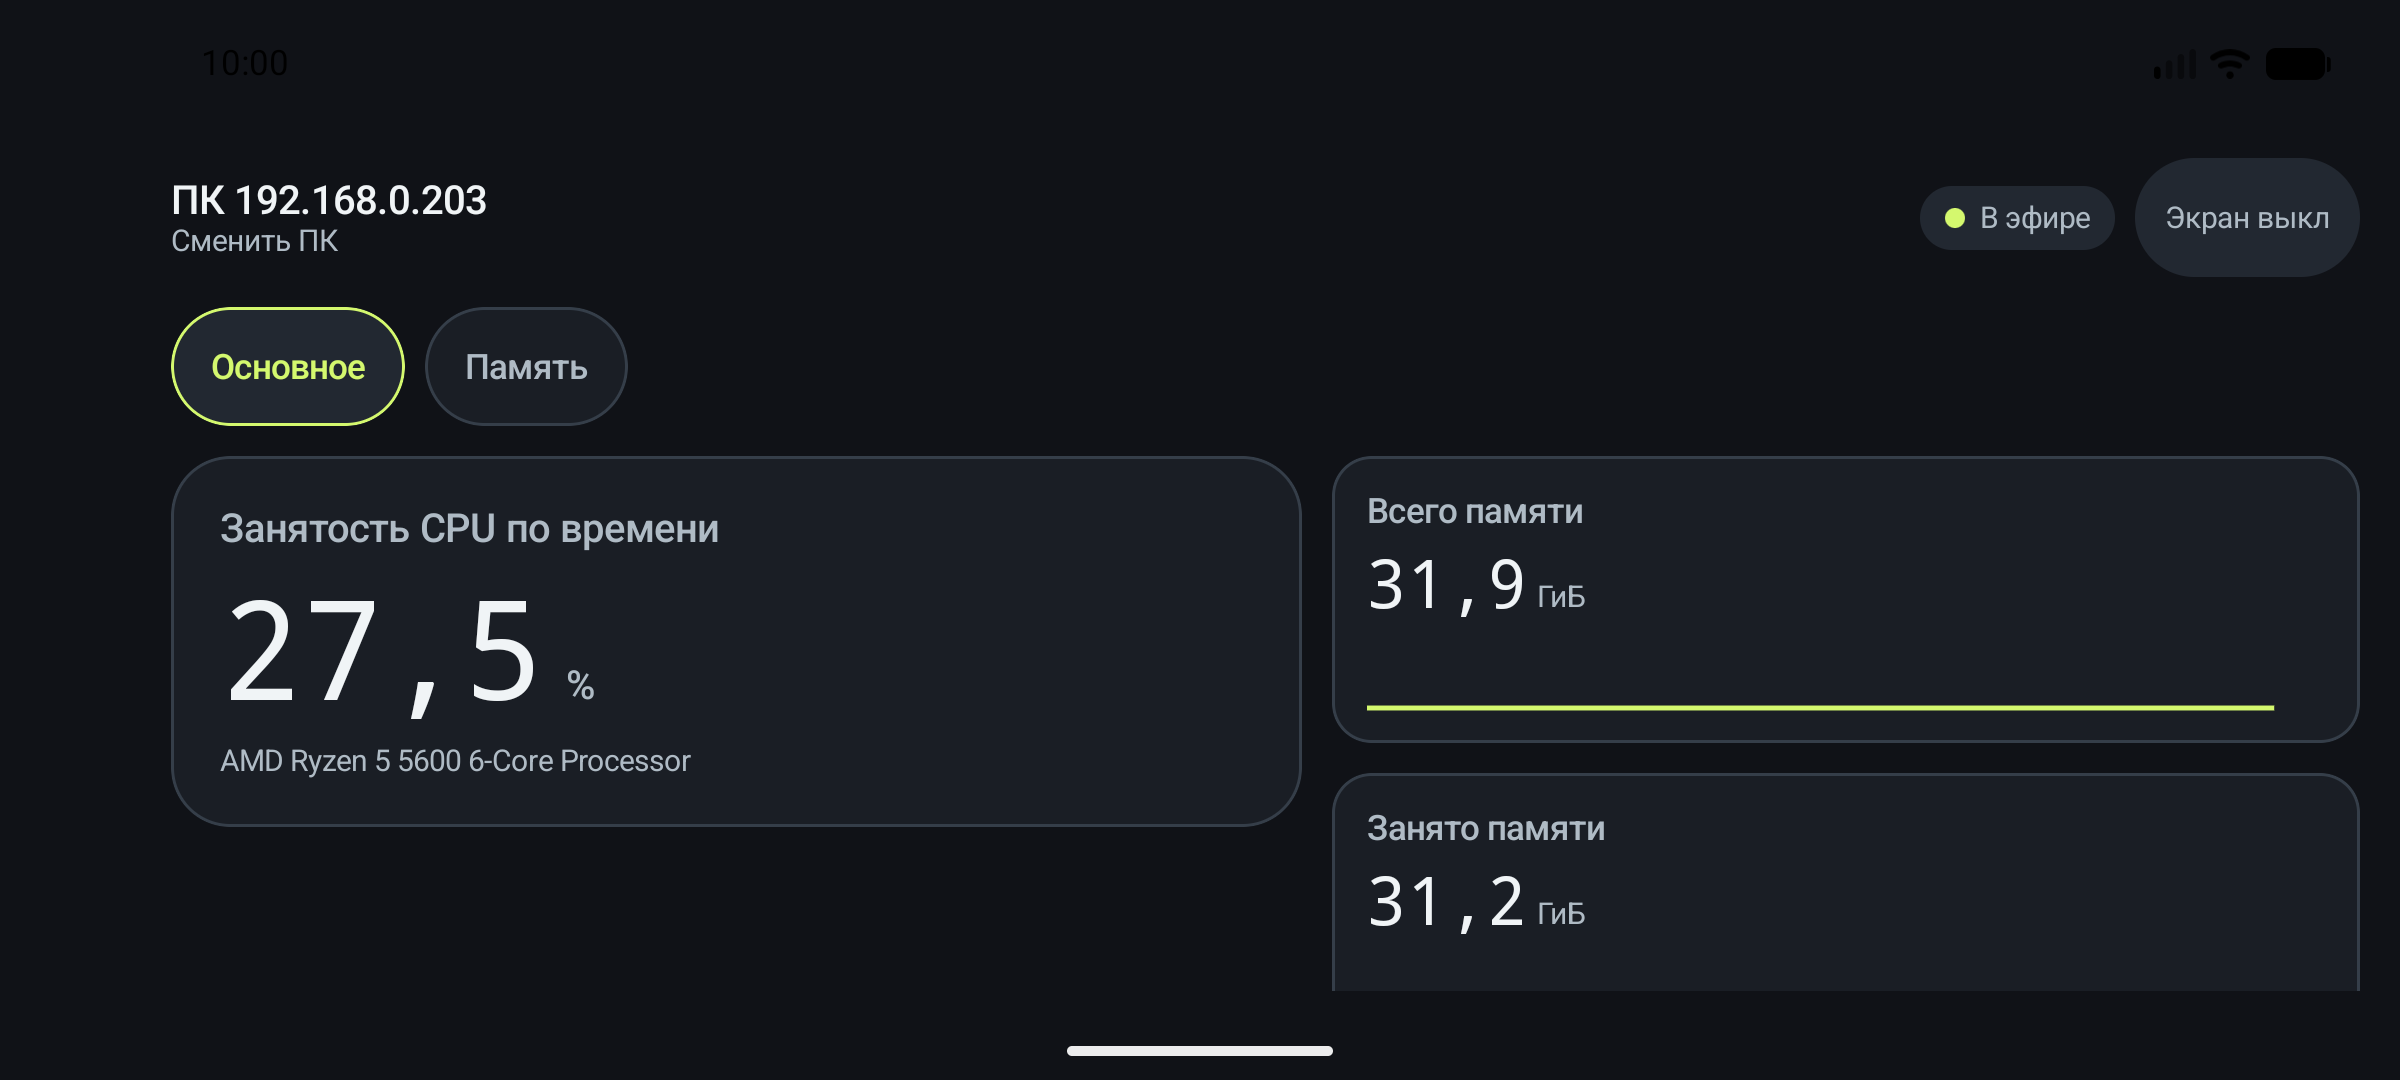 10:00
ПК 192.168.0.203
Сменить ПК
В эфире
Экран выкл
Основное
Память
Занятость CPU по времени
27,5 %
AMD Ryzen 5 5600 6-Core Processor
Всего памяти
31,9 ГиБ
Занято памяти
31,2 ГиБ